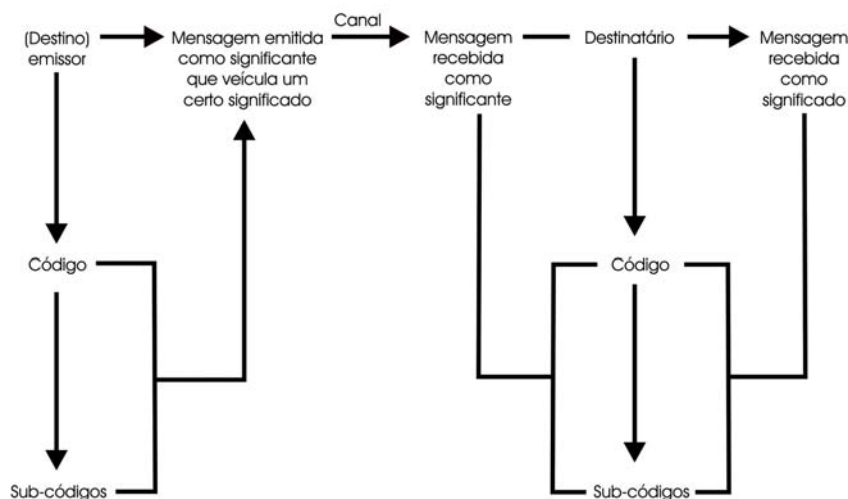 (Destino)
emissor
Mensagem emitida
como significante
que veícula um
certo significado
Canal
Mensagem
recebida
como
significante
Destinatário
Mensagem
recebida
como
significado
Código
Código
Sub-códigos
Sub-códigos